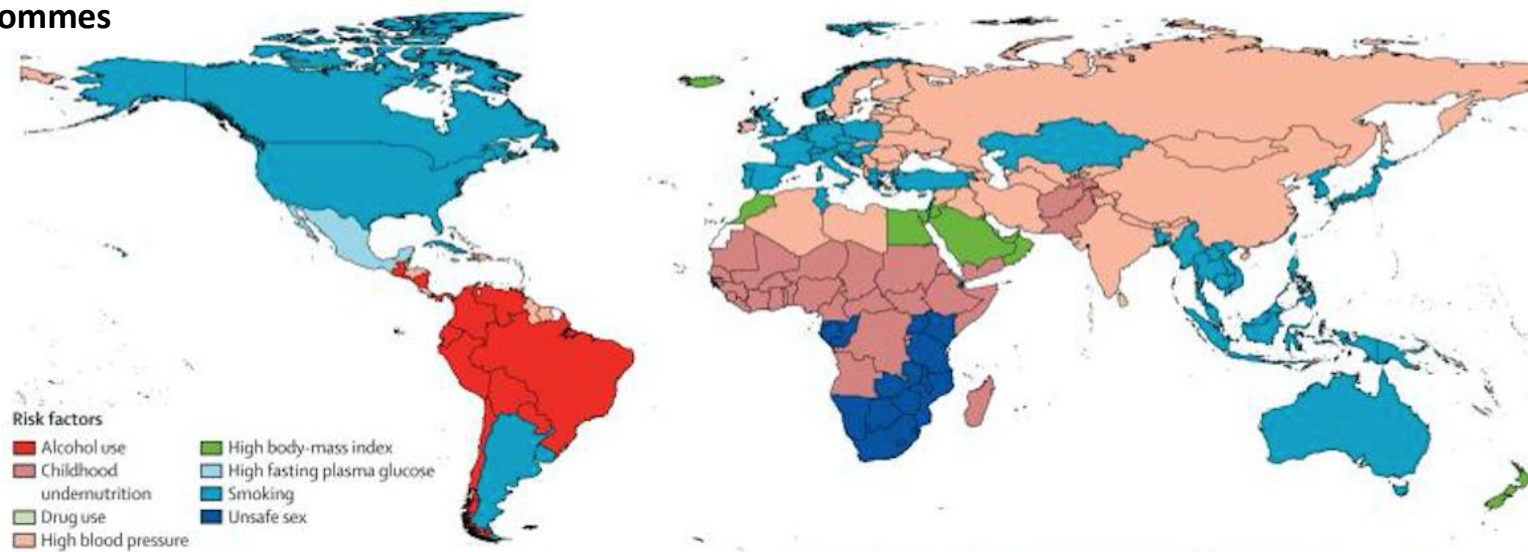 ommes
Risk factors
Alcohol use
Childhood
undernutrition
Drug use
High blood pressure
High body-mass index
High fasting plasma glucose
Smoking
Unsafe sex